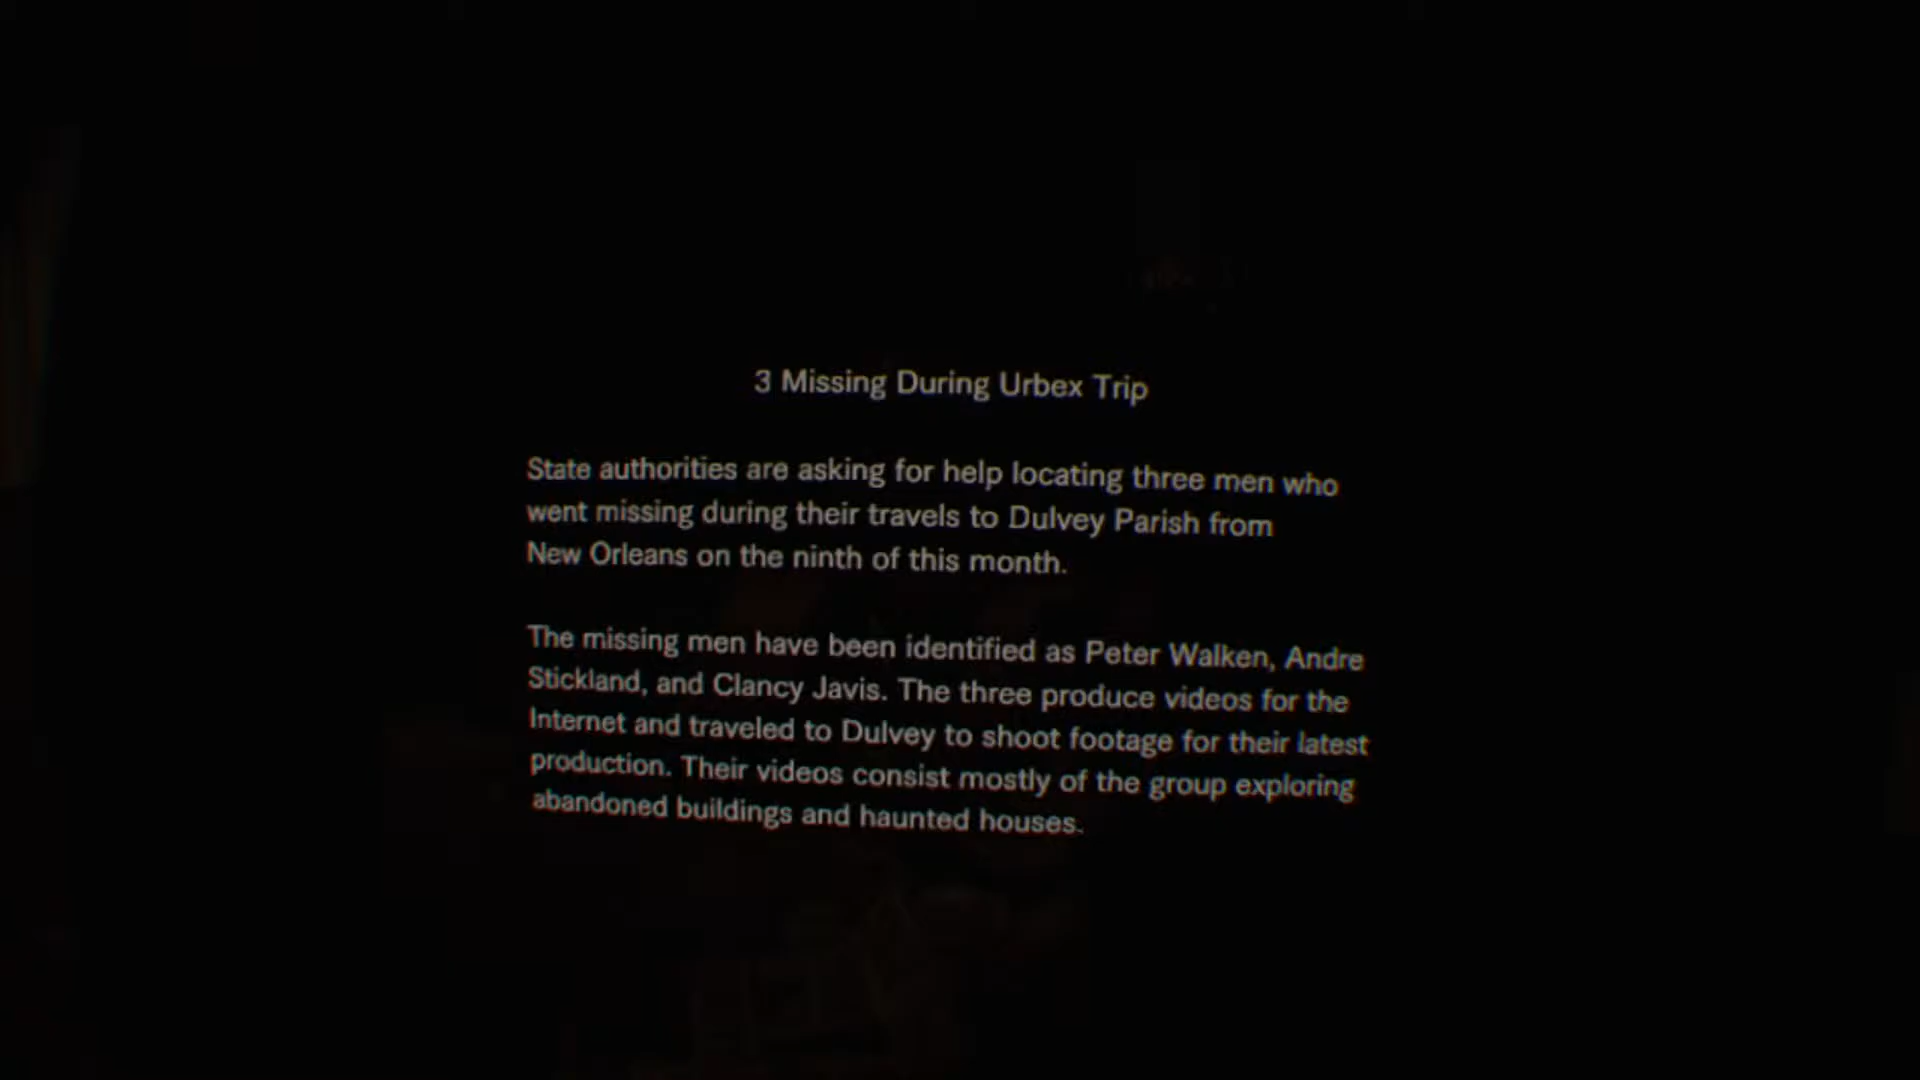 3 Missing During Urbex Trip
State authorities are asking for help locating three men who
went missing during their travels to Dulvey Parish from
New Orleans on the ninth of this month.
The missing men have been identified as Peter Walken, Andre
Stickland, and Clancy Javis. The three produce videos for the
Internet and traveled to Dulvey to shoot footage for their latest
production. Their videos consist mostly of the group exploring
abandoned buildings and haunted houses.